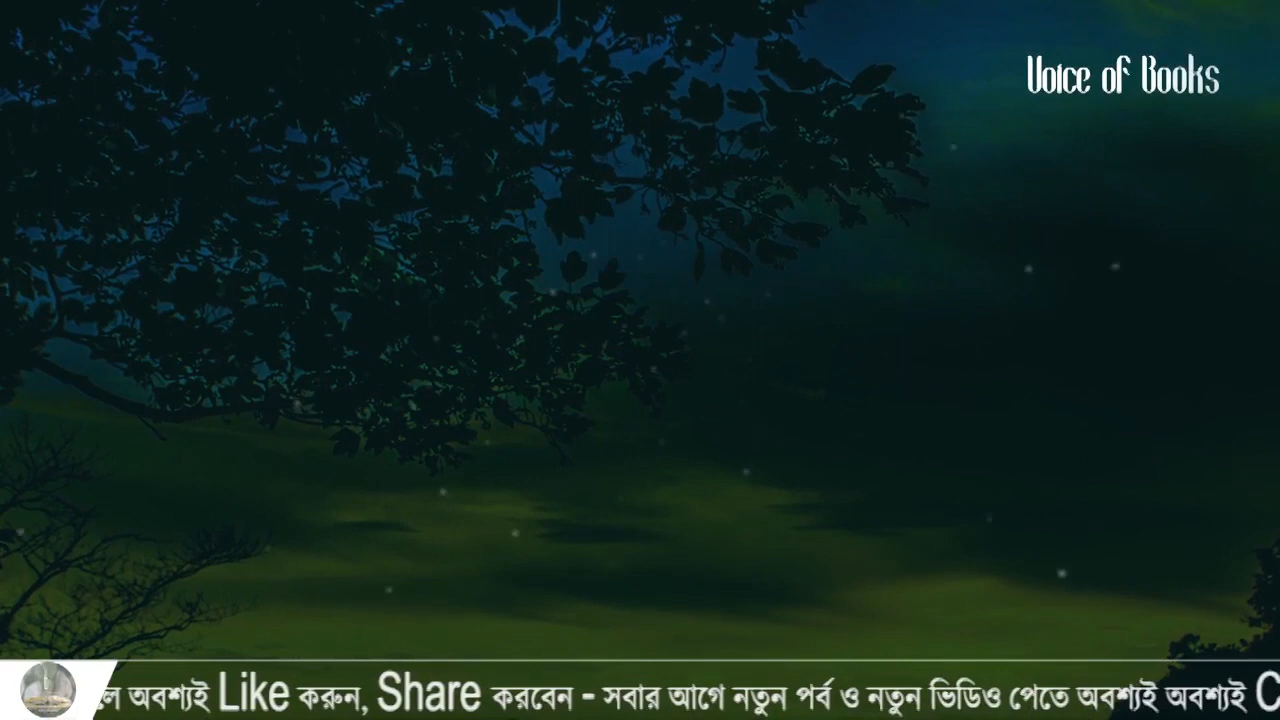 Voice of Books
লে অবশ্যই Like করুন, Share করবেন - সবার আগে নতুন পর্ব ও নতুন ভিডিও পেতে অবশ্যই অবশ্যই C